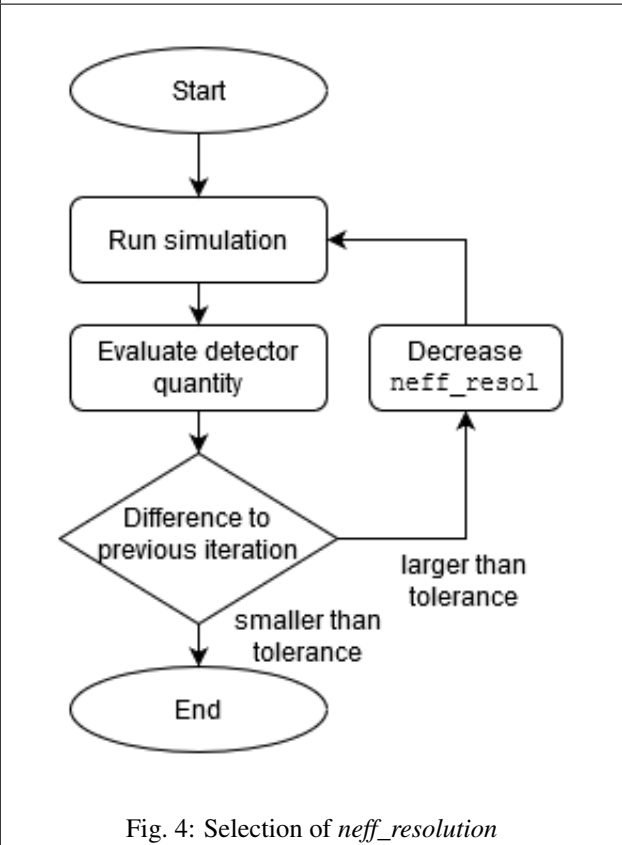 Start
Run simulation
Evaluate detector
quantity
Decrease
neff_resol
Difference to
previous iteration
larger than
tolerance
smaller than
tolerance
End
Fig. 4: Selection of neff_resolution